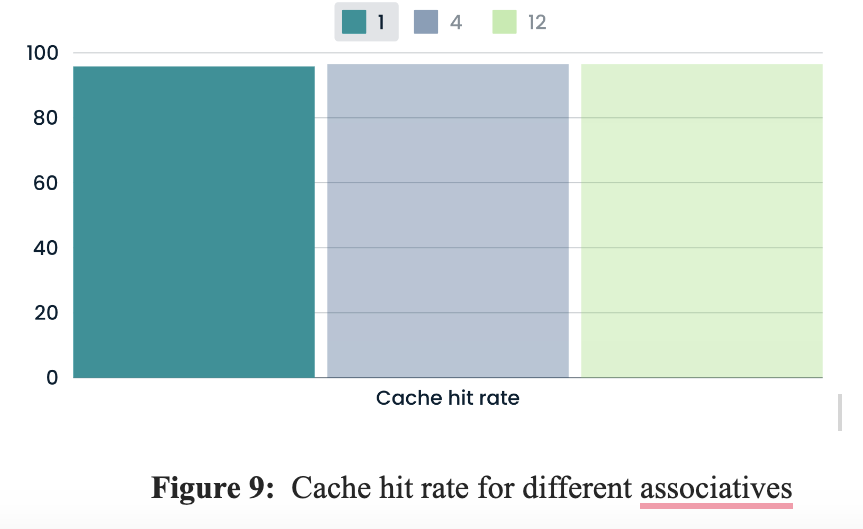 1 4 12
100
80
60
40
20
0
Cache hit rate
Figure 9: Cache hit rate for different associatives